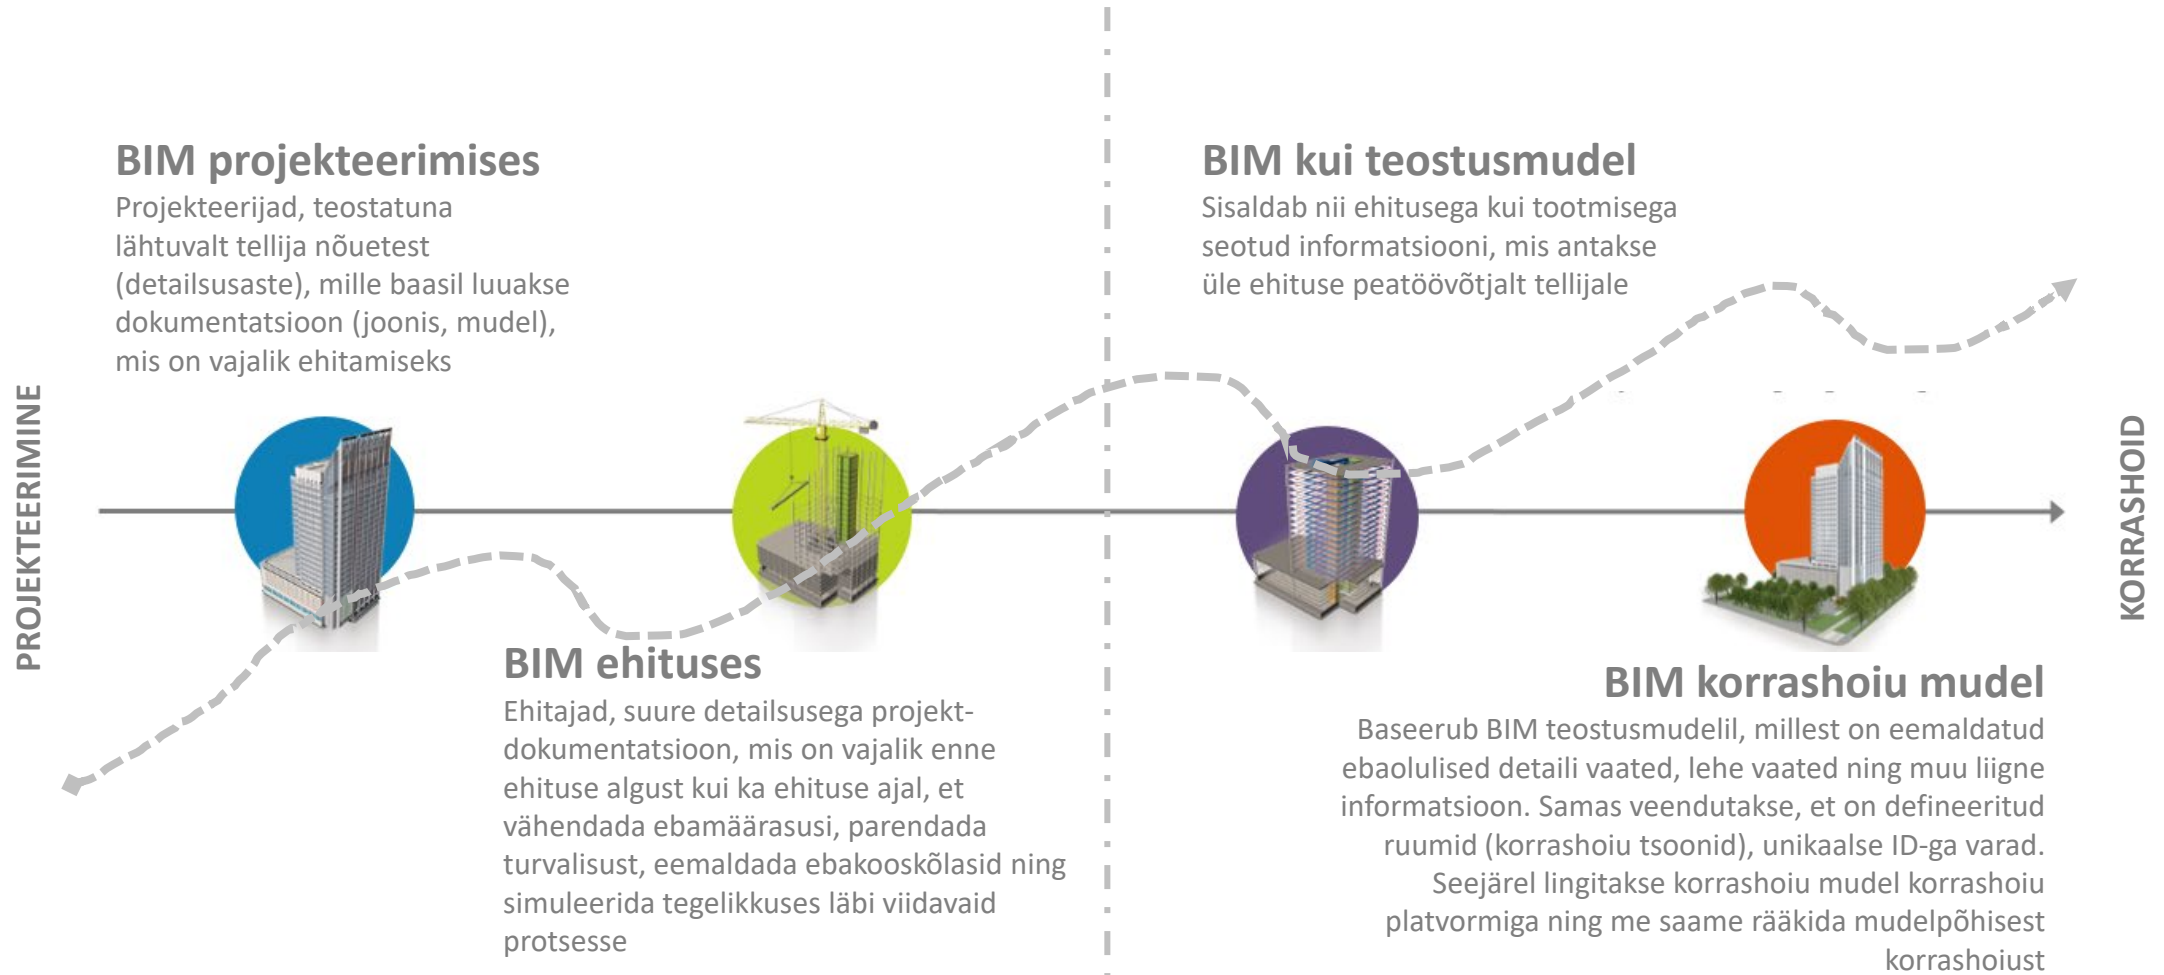 PROJEKTEERIMINE
BIM projekteerimises
Projekteerijad, teostatuna
lähtuvalt tellija nõuetest
(detailsusaste), mille baasil luuakse
dokumentatsioon (joonis, mudel),
mis on vajalik ehitamiseks
BIM ehituses
Ehitajad, suure detailsusega projekt-
dokumentatsioon, mis on vajalik enne
ehituse algust kui ka ehituse ajal, et
vähendada ebamäärasusi, parendada
turvalisust, eemaldada ebakooskõlasid ning
simuleerida tegelikkuses läbi viidavaid
protsesse
BIM kui teostusmudel
Sisaldab nii ehitusega kui tootmisega
seotud informatsiooni, mis antakse
üle ehituse peatöövõtjalt tellijale
BIM korrashoiu mudel
Baseerub BIM teostusmudelil, millest on eemaldatud
ebaolulised detaili vaated, lehe vaated ning muu liigne
informatsioon. Samas veendutakse, et on defineeritud
ruumid (korrashoiu tsoonid), unikaalse ID-ga varad.
Seejärel lingitakse korrashoiu mudel korrashoiu
platvormiga ning me saame rääkida mudelpõhisest
korrashoiust
KORRASHOID